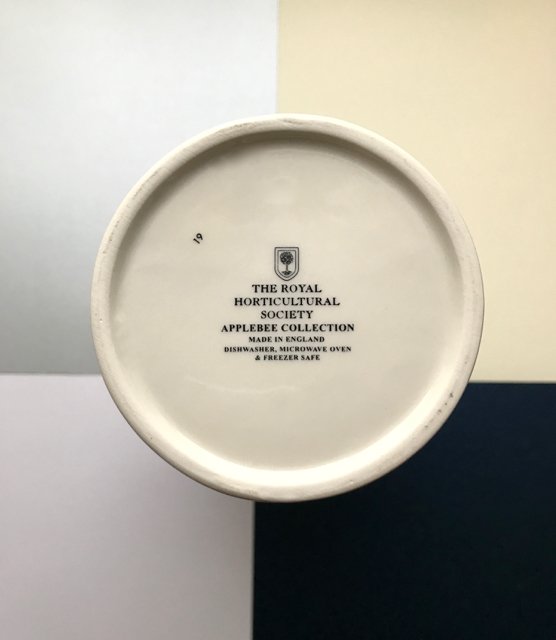 19
THE ROYAL
HORTICULTURAL
SOCIETY
APPLEBEE COLLECTION
MADE IN ENGLAND
DISHWASHER, MICROWAVE OVEN
& FREEZER SAFE